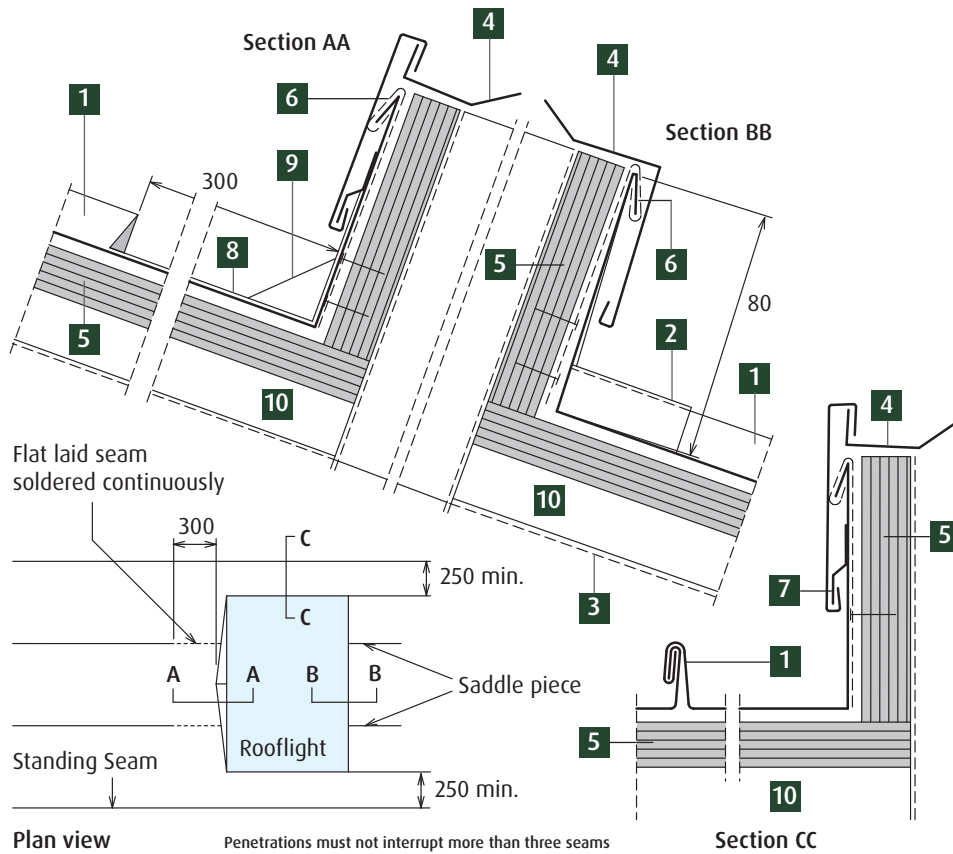 Section AA
4
4
1
6
Section BB
300
9
8
5
6
5
80
2
1
10
4
Flat laid seam
soldered continuously
10
300
C
5
250 min.
3
C
7
A
A
B
B
1
Saddle piece
Rooflight
5
Standing Seam
250 min.
10
Plan view
Penetrations must not interrupt more than three seams
Section CC